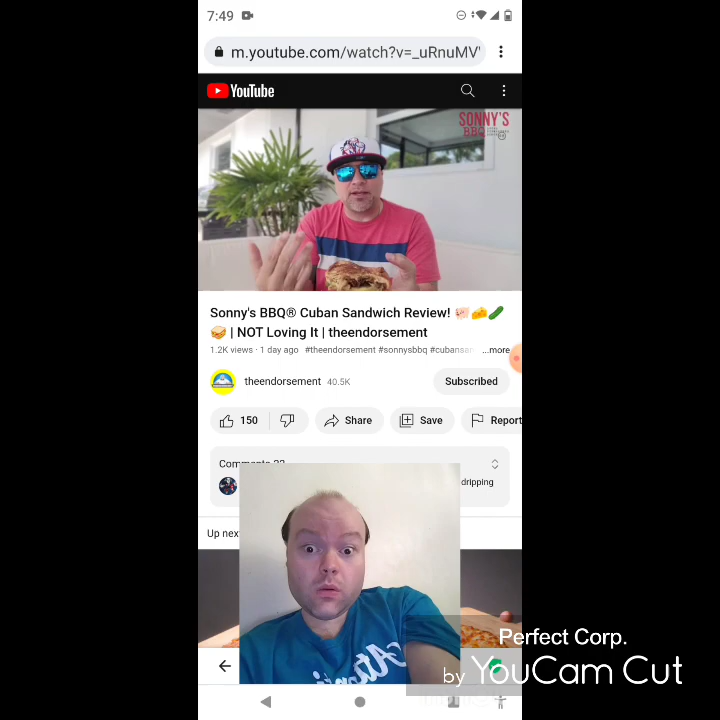 7:49
m.youtube.com/watch?v=_uRnuMV
YouTube
SONNY'S
BBQ
Sonny's BBQ® Cuban Sandwich Review! 🐖🧀🥒
🥪 | NOT Loving It | theendorsement
1.2K views · 1 day ago #theendorsement #sonnysbbq #cubansan ...more
theendorsement 40.5K Subscribed
150 Share Save Report
Comments
dripping
Up nex
Perfect Corp.
by YouCam Cut